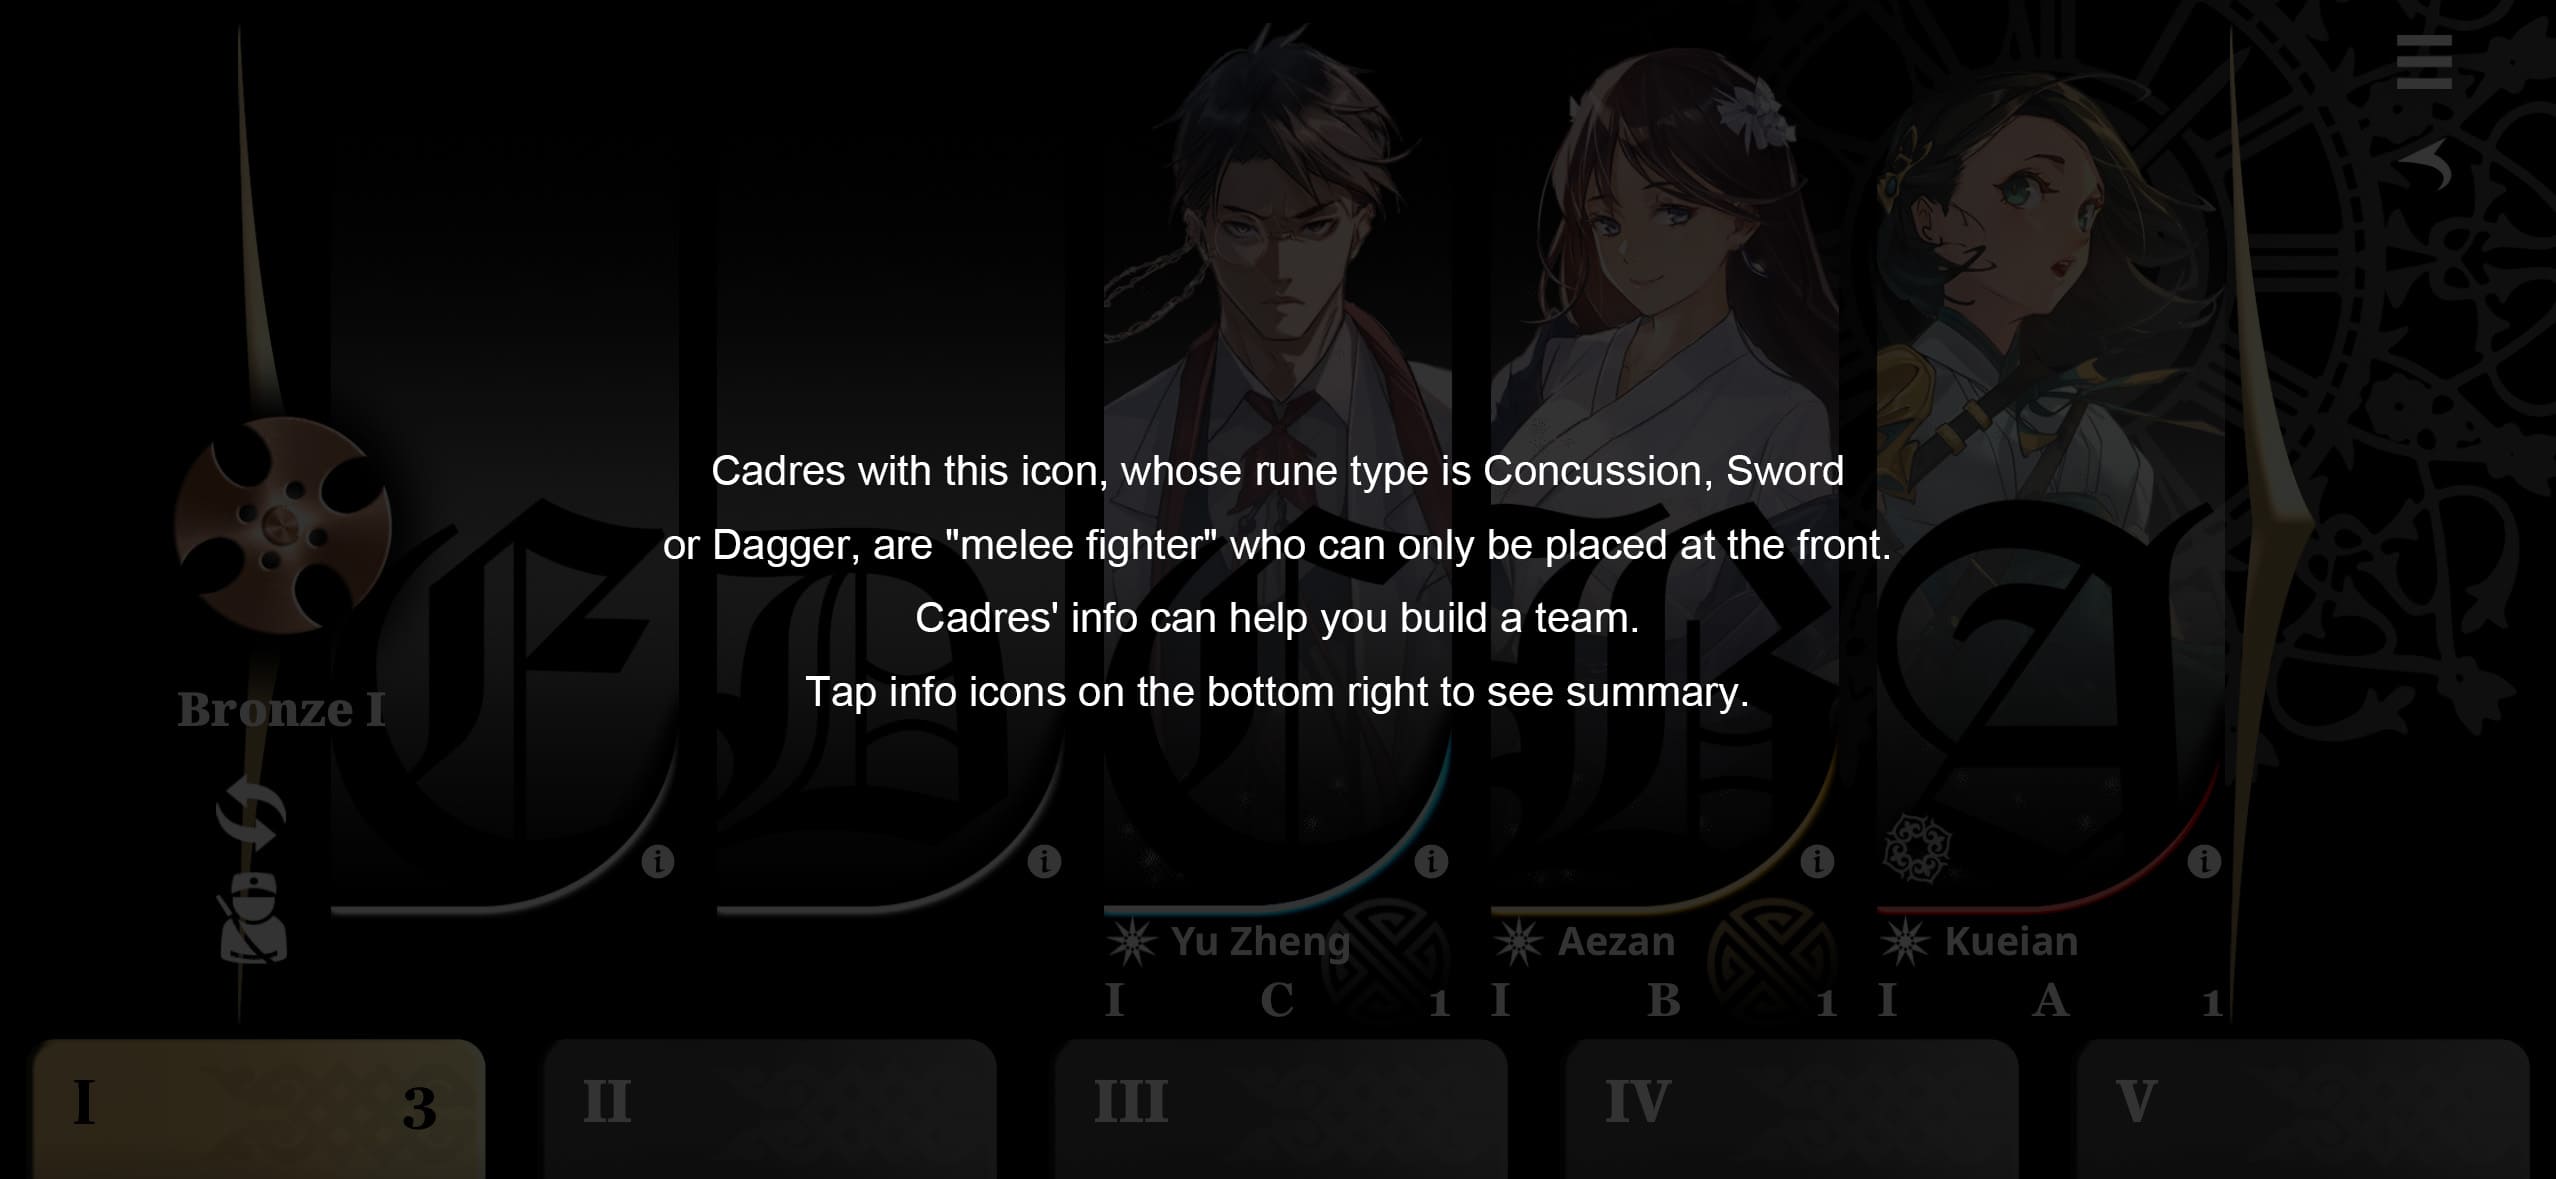 Cadres with this icon, whose rune type is Concussion, Sword
or Dagger, are "melee fighter" who can only be placed at the front.
Cadres' info can help you build a team.
Tap info icons on the bottom right to see summary.
Bronze I
E D C B A
i i i i i
Yu Zheng Aezan Kueian
I C 1 I B 1 I A 1
I 3 II III IV V